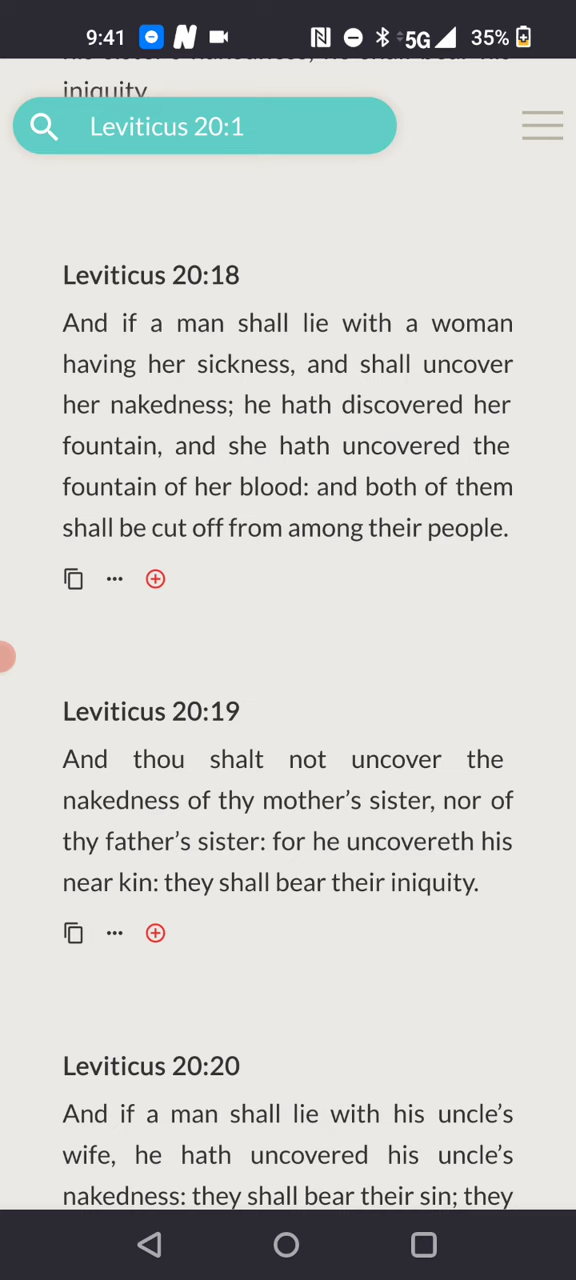 9:41
5G
35%
iniquity
Leviticus 20:1
Leviticus 20:18
And if a man shall lie with a woman
having her sickness, and shall uncover
her nakedness; he hath discovered her
fountain, and she hath uncovered the
fountain of her blood: and both of them
shall be cut off from among their people.
Leviticus 20:19
And thou shalt not uncover the
nakedness of thy mother’s sister, nor of
thy father’s sister: for he uncovereth his
near kin: they shall bear their iniquity.
Leviticus 20:20
And if a man shall lie with his uncle’s
wife, he hath uncovered his uncle’s
nakedness: they shall bear their sin; they